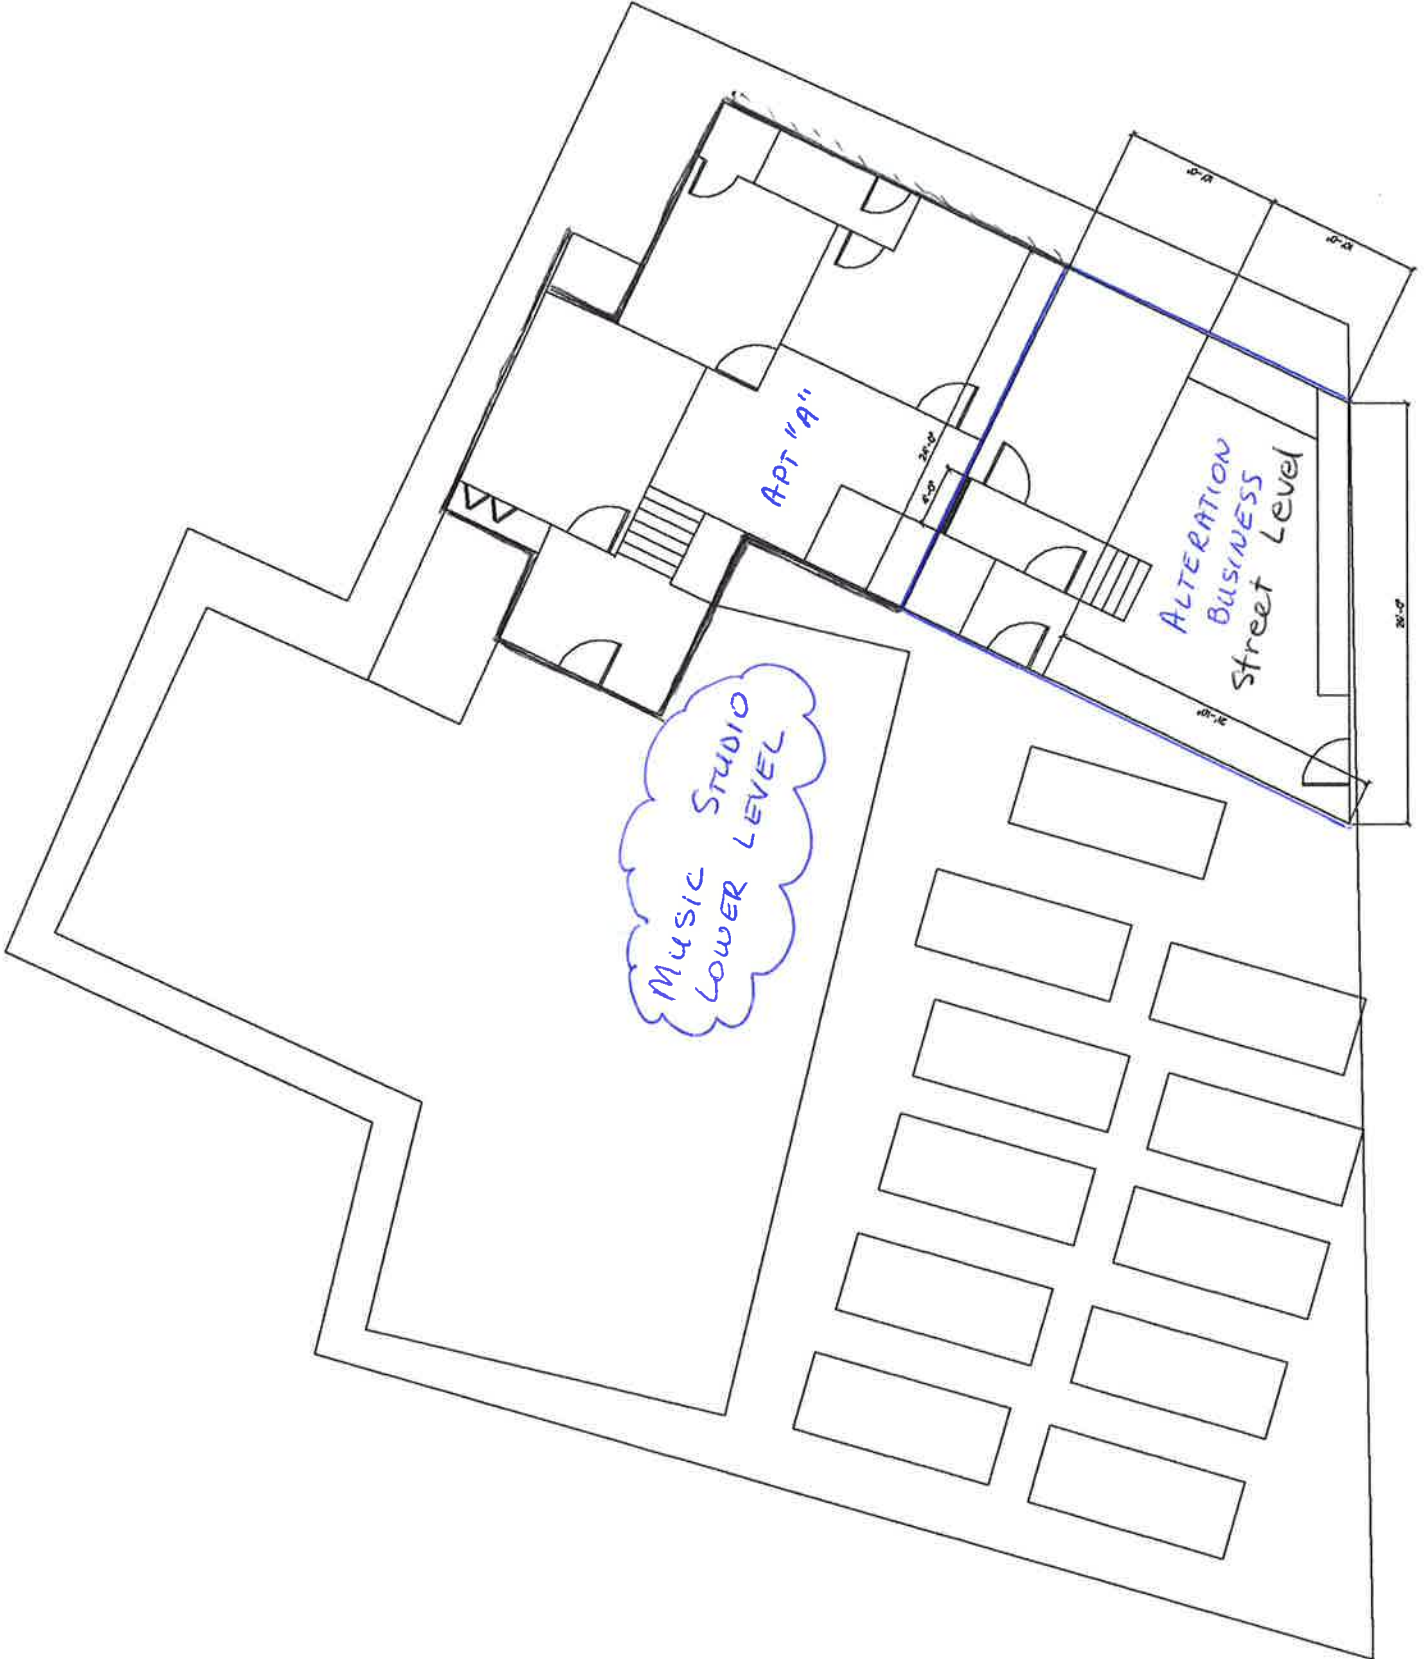 APT "A"
ALTERATION
BUSINESS
Street Level
MUSIC STUDIO
LOWER LEVEL